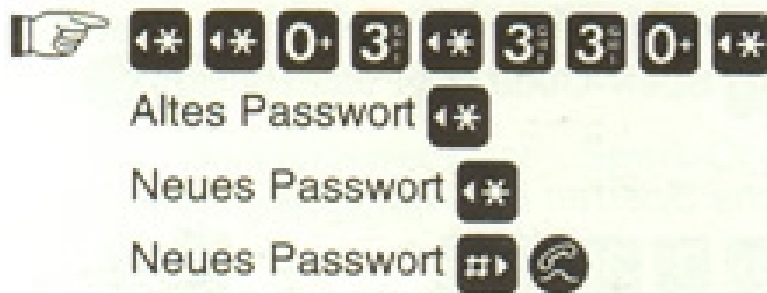 * * 0+ 3 * 3 3 0+ *
Altes Passwort *
Neues Passwort *
Neues Passwort #